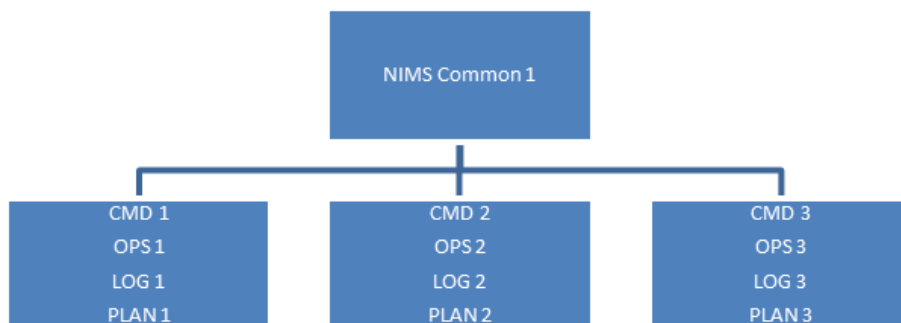 NIMS Common 1
CMD 1
OPS 1
LOG 1
PLAN 1
CMD 2
OPS 2
LOG 2
PLAN 2
CMD 3
OPS 3
LOG 3
PLAN 3